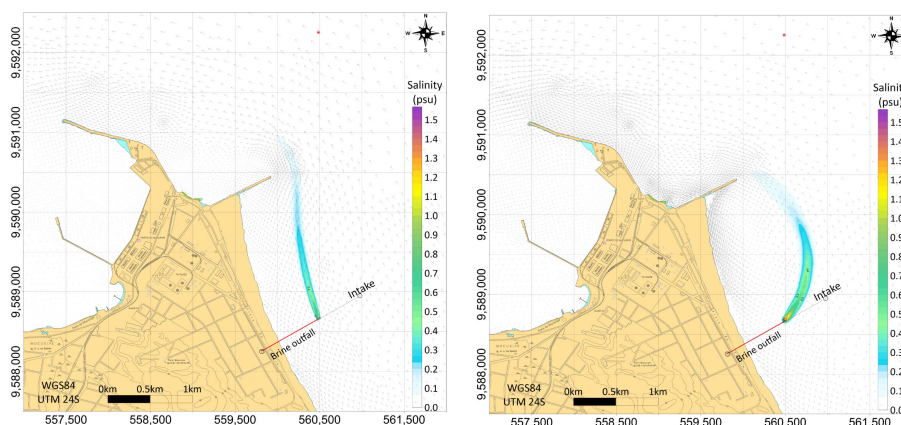 N
W E
S
9.592,000
9.591,000
9.590,000
9.589,000
9.588,000
Salinity
(psu)
1.5
1.4
1.3
1.2
1.1
1.0
0.9
0.8
0.7
0.6
0.5
0.4
0.3
0.2
0.1
0.0
Intake
Brine outfall
MUCURIPE
WGS84
UTM 24S
0km 0.5km 1km
557,500 558,500 559,500 560,500 561,500
N
W E
S
9.592,000
9.591,000
9.590,000
9.589,000
9.588,000
Salinity
(psu)
1.5
1.4
1.3
1.2
1.1
1.0
0.9
0.8
0.7
0.6
0.5
0.4
0.3
0.2
0.1
0.0
Intake
Brine outfall
MUCURIPE
WGS84
UTM 24S
0km 0.5km 1km
557,500 558,500 559,500 560,500 561,500